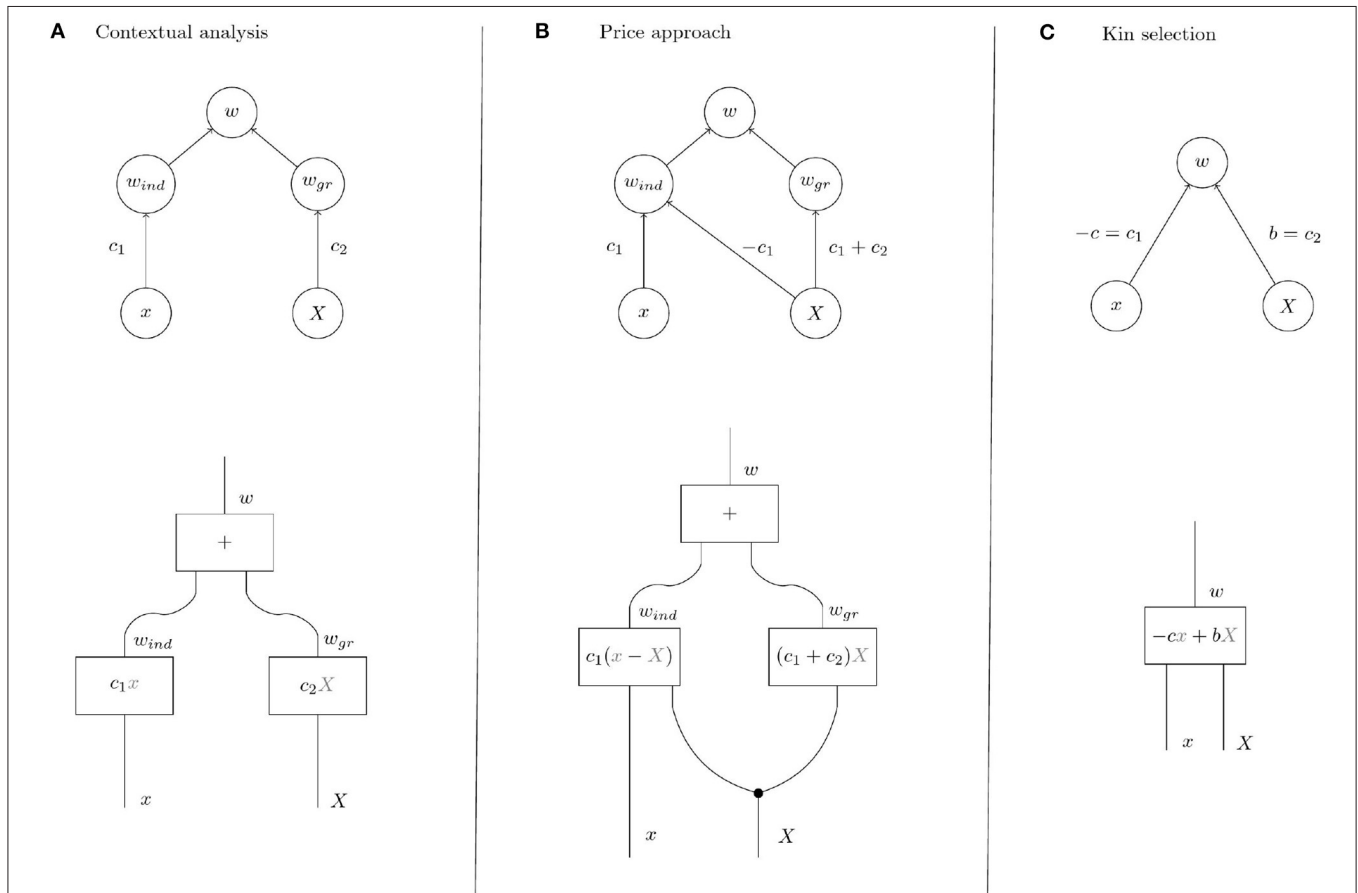 A Contextual analysis
w
w_ind
w_gr
c_1
c_2
x
X
w
+
w_ind
w_gr
c_1x
c_2X
x
X
B Price approach
w
w_ind
w_gr
c_1
−c_1
c_1 + c_2
x
X
w
+
w_ind
w_gr
c_1(x − X)
(c_1 + c_2)X
x
X
C Kin selection
w
−c = c_1
b = c_2
x
X
w
−cx + bX
x
X